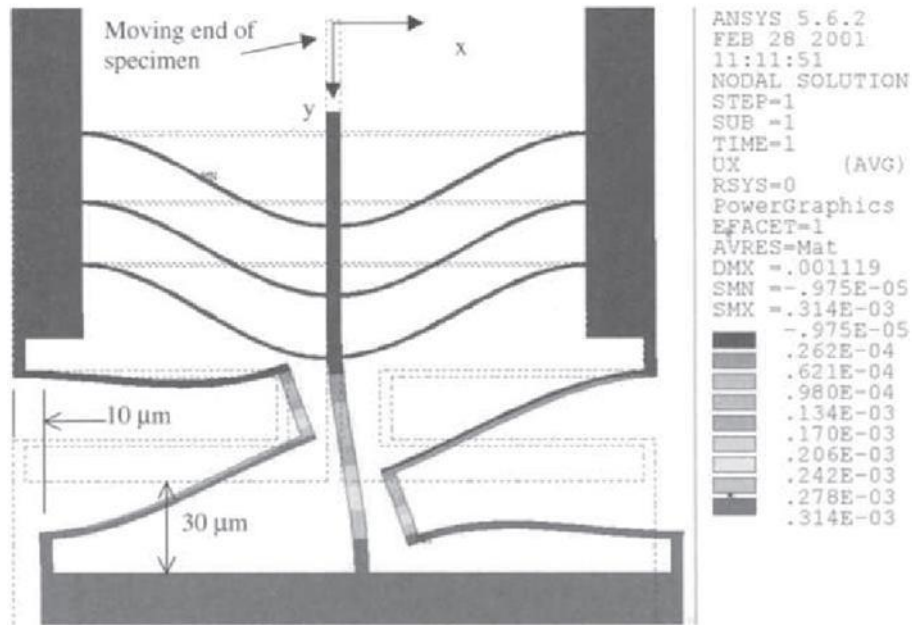 Moving end of
specimen
x
y
MN
10 μm
30 μm
ANSYS 5.6.2
FEB 28 2001
11:11:51
NODAL SOLUTION
STEP=1
SUB =1
TIME=1
UX (AVG)
RSYS=0
PowerGraphics
EFACET=1
AVRES=Mat
DMX =.001119
SMN =-.975E-05
SMX =.314E-03
-.975E-05
.262E-04
.621E-04
.980E-04
.134E-03
.170E-03
.206E-03
.242E-03
.278E-03
.314E-03